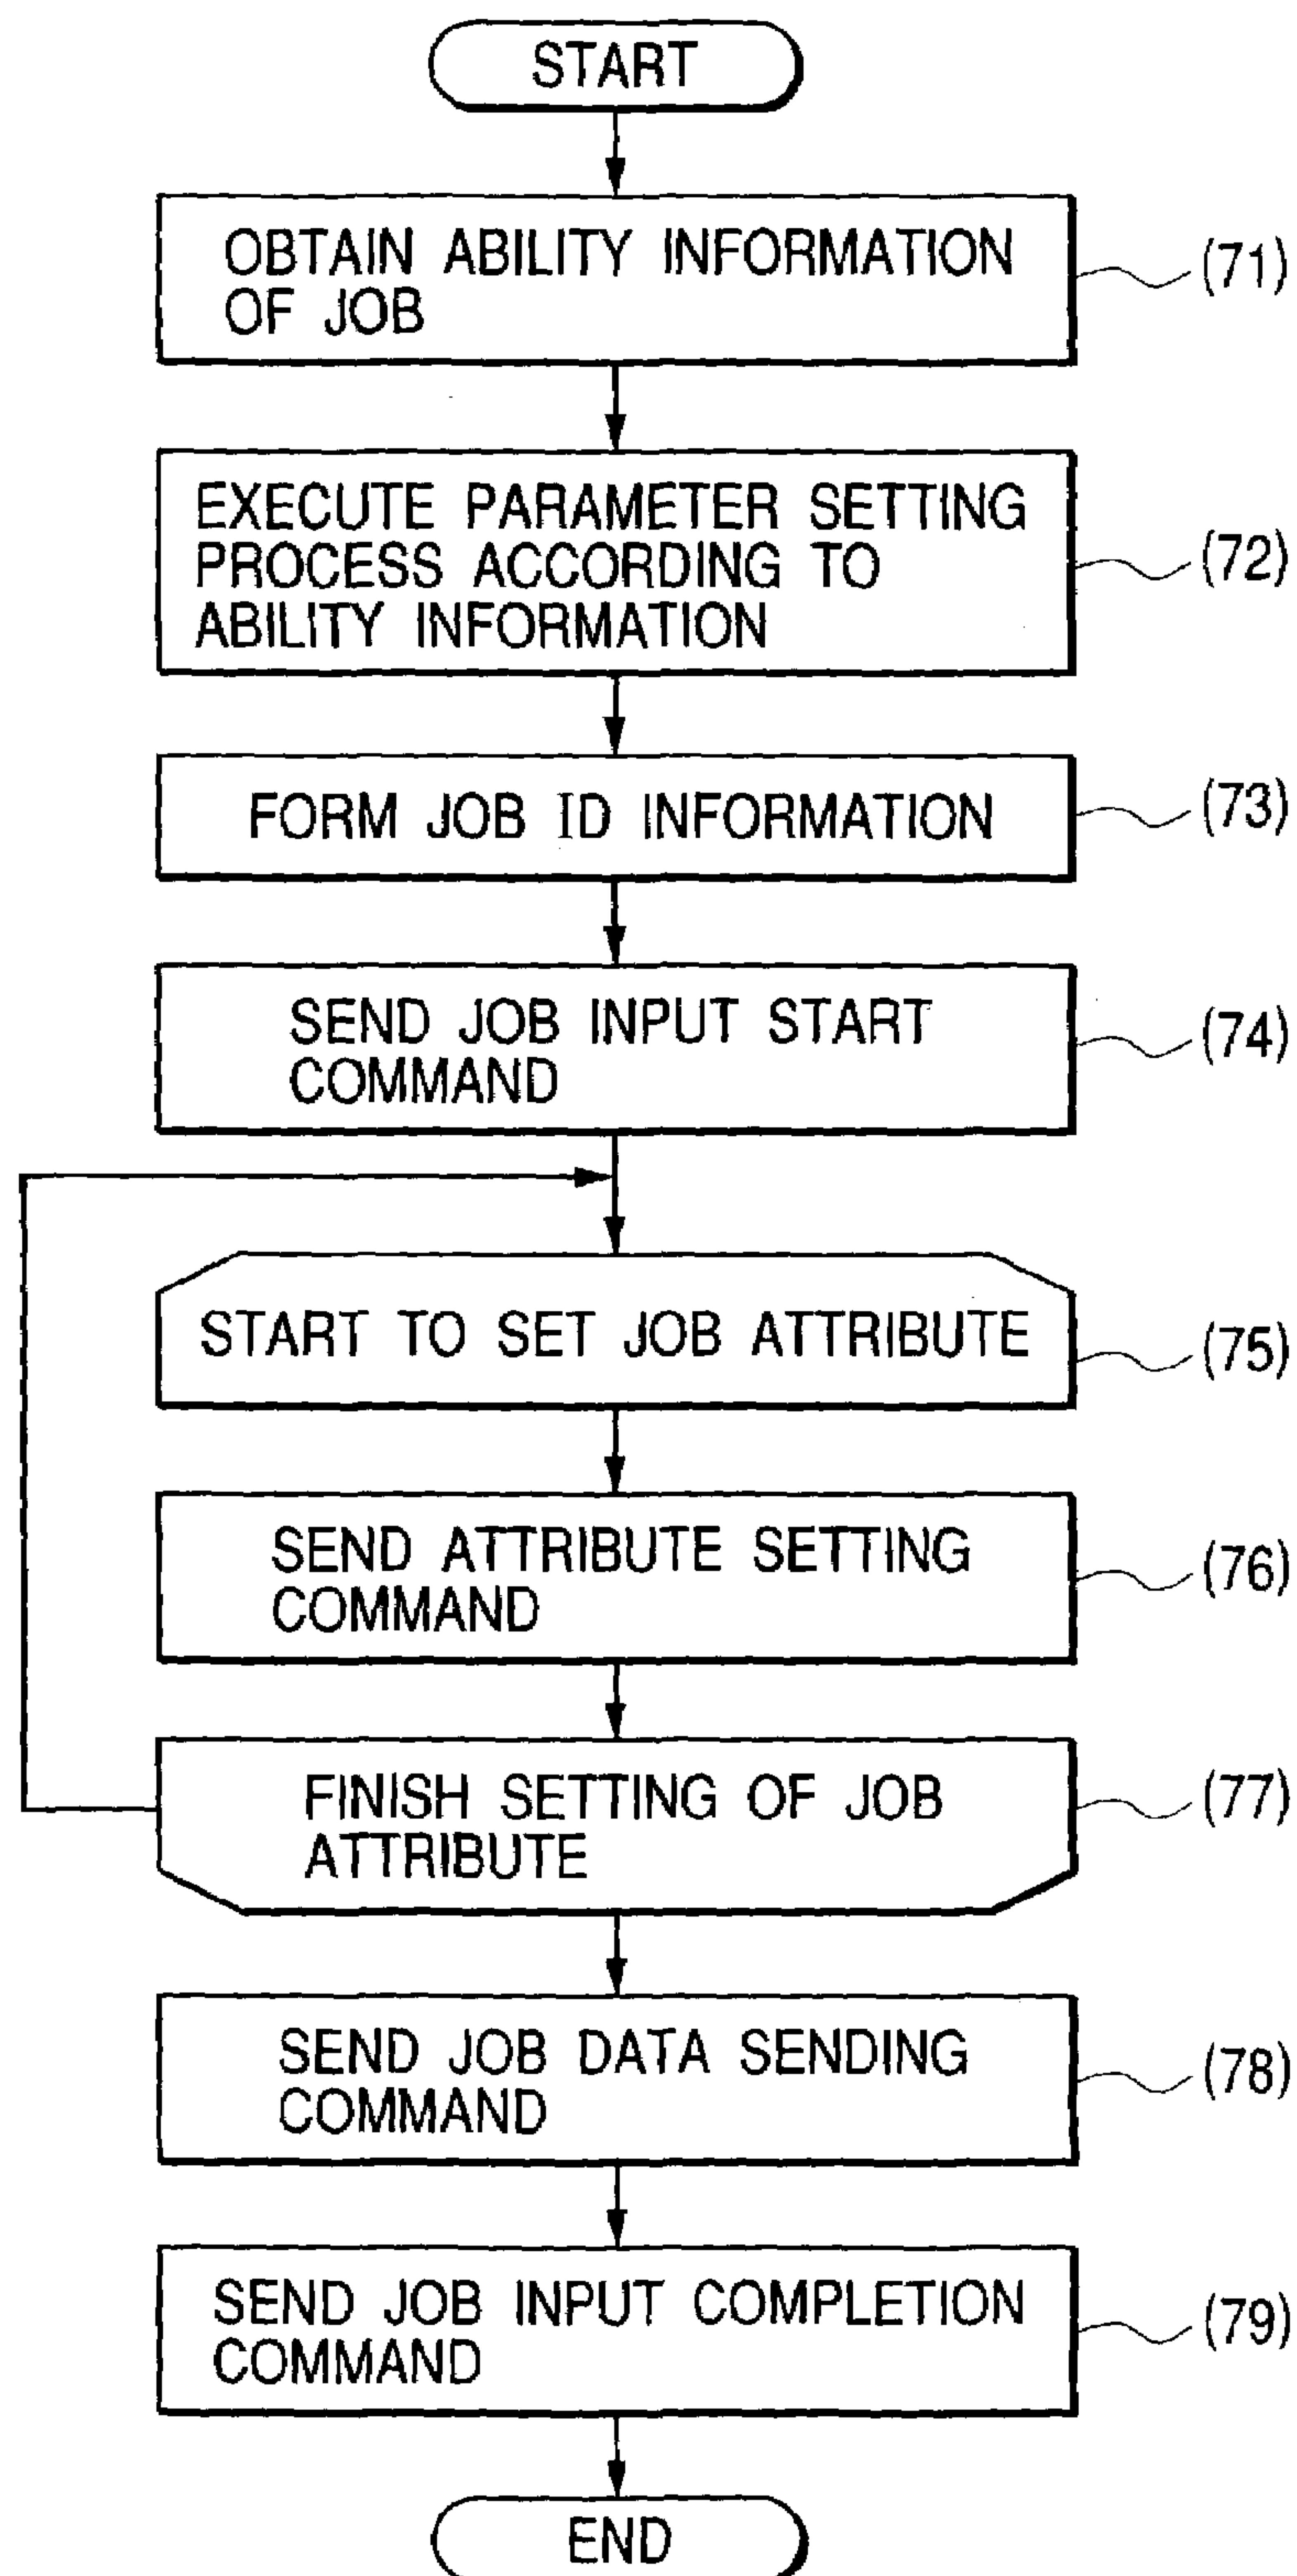 START
OBTAIN ABILITY INFORMATION
OF JOB
(71)
EXECUTE PARAMETER SETTING
PROCESS ACCORDING TO
ABILITY INFORMATION
(72)
FORM JOB ID INFORMATION
(73)
SEND JOB INPUT START
COMMAND
(74)
START TO SET JOB ATTRIBUTE
(75)
SEND ATTRIBUTE SETTING
COMMAND
(76)
FINISH SETTING OF JOB
ATTRIBUTE
(77)
SEND JOB DATA SENDING
COMMAND
(78)
SEND JOB INPUT COMPLETION
COMMAND
(79)
END